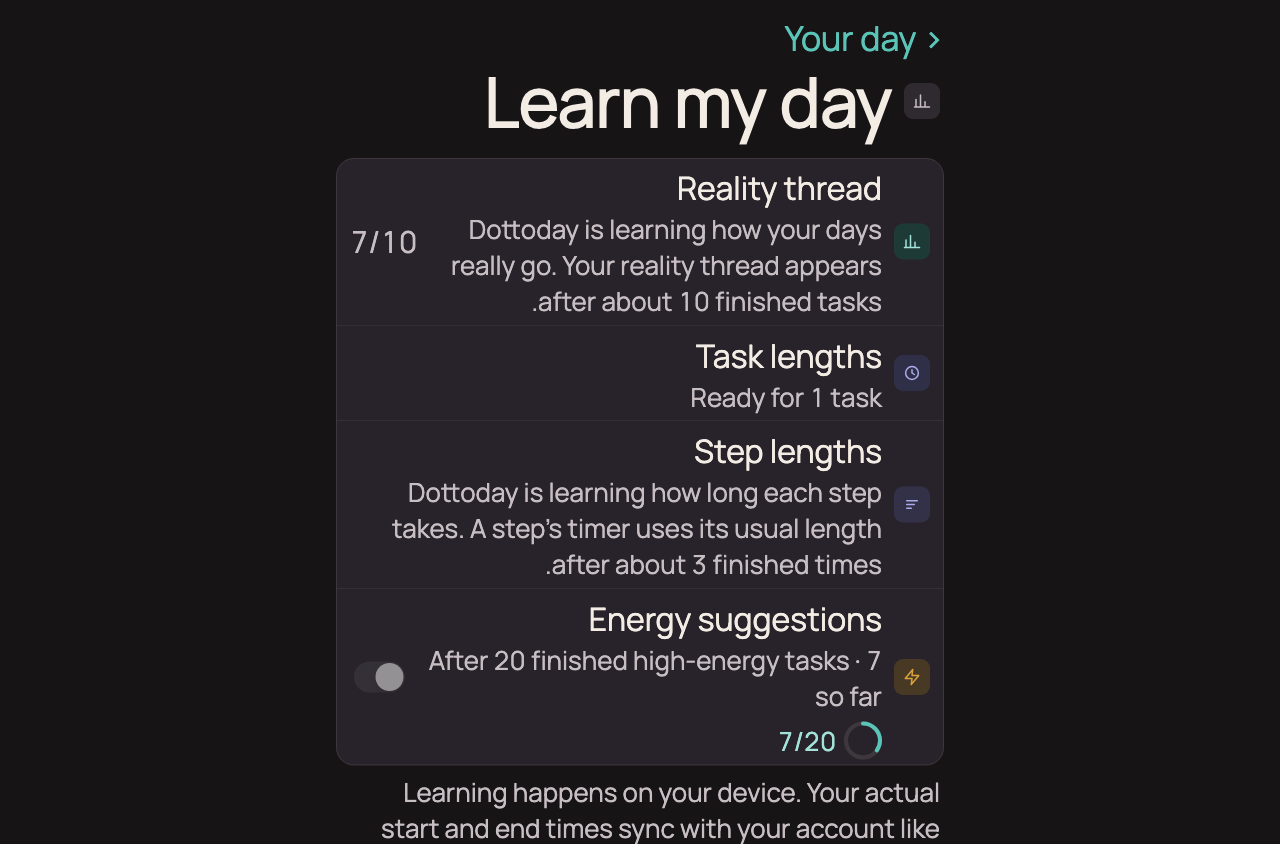 Your day
Learn my day
Reality thread
Dottoday is learning how your days
really go. Your reality thread appears
.after about 10 finished tasks
7/10
Task lengths
Ready for 1 task
Step lengths
Dottoday is learning how long each step
takes. A step's timer uses its usual length
.after about 3 finished times
Energy suggestions
After 20 finished high-energy tasks · 7
so far
7/20
Learning happens on your device. Your actual
start and end times sync with your account like